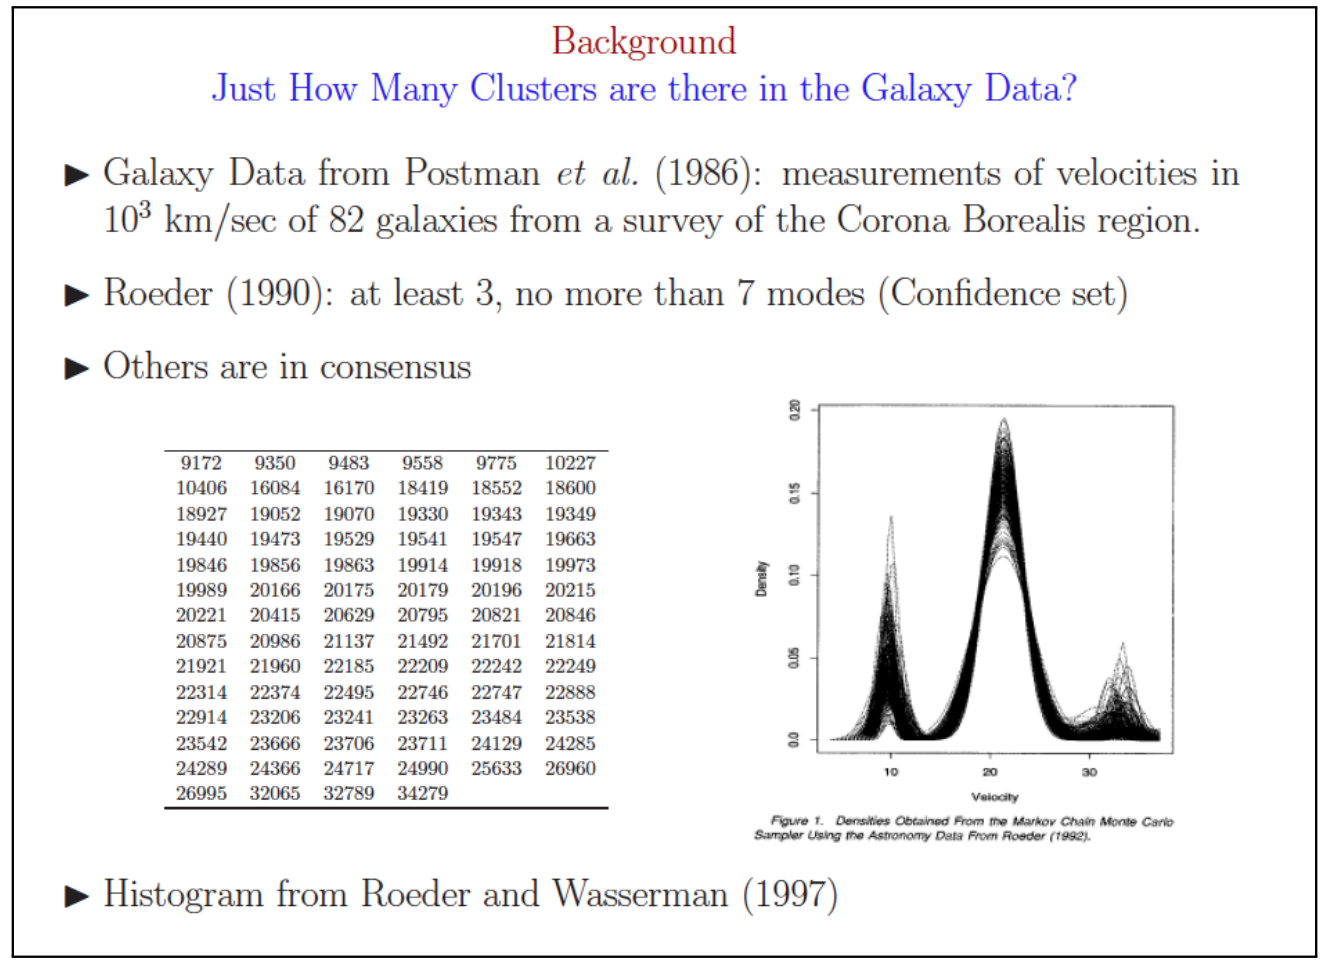 Background
Just How Many Clusters are there in the Galaxy Data?
▶ Galaxy Data from Postman et al. (1986): measurements of velocities in
10³ km/sec of 82 galaxies from a survey of the Corona Borealis region.
▶ Roeder (1990): at least 3, no more than 7 modes (Confidence set)
▶ Others are in consensus
9172 9350 9483 9558 9775 10227
10406 16084 16170 18419 18552 18600
18927 19052 19070 19330 19343 19349
19440 19473 19529 19541 19547 19663
19846 19856 19863 19914 19918 19973
19989 20166 20175 20179 20196 20215
20221 20415 20629 20795 20821 20846
20875 20986 21137 21492 21701 21814
21921 21960 22185 22209 22242 22249
22314 22374 22495 22746 22747 22888
22914 23206 23241 23263 23484 23538
23542 23666 23706 23711 24129 24285
24289 24366 24717 24990 25633 26960
26995 32065 32789 34279
0.20
0.15
0.10
0.05
0.0
Density
10 20 30
Velocity
Figure 1. Densities Obtained From the Markov Chain Monte Carlo
Sampler Using the Astronomy Data From Roeder (1992).
▶ Histogram from Roeder and Wasserman (1997)